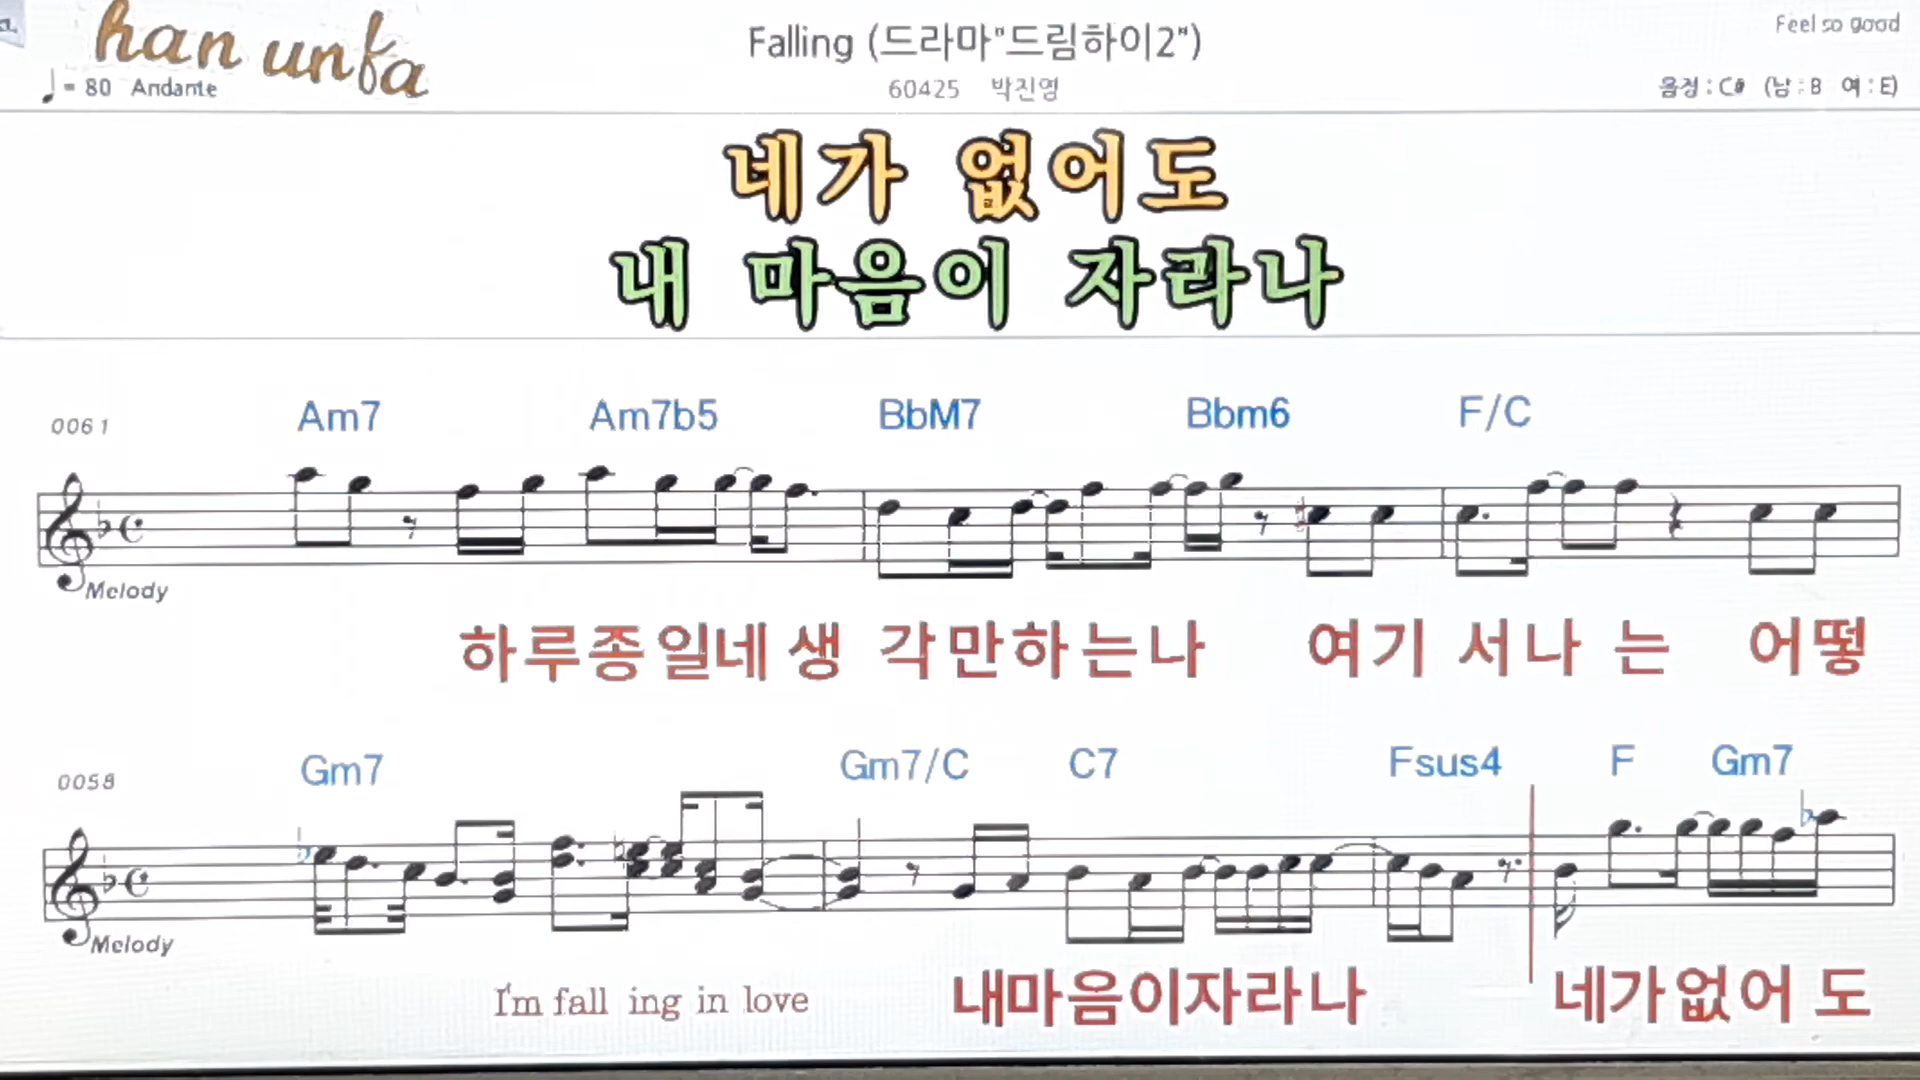 han unfa
Falling (드라마"드림하이2")
Feel so good
♩= 80 Andante
60425 박진영
음정 : C# (남 : B 여 : E)
네가 없어도
내 마음이 자라나
0061 Am7 Am7b5 BbM7 Bbm6 F/C
Melody
하루종일네 생 각만하는나 여기 서나 는 어떻
0058 Gm7 Gm7/C C7 Fsus4 F Gm7
Melody
I'm fall ing in love 내마음이자라나 네가없어 도